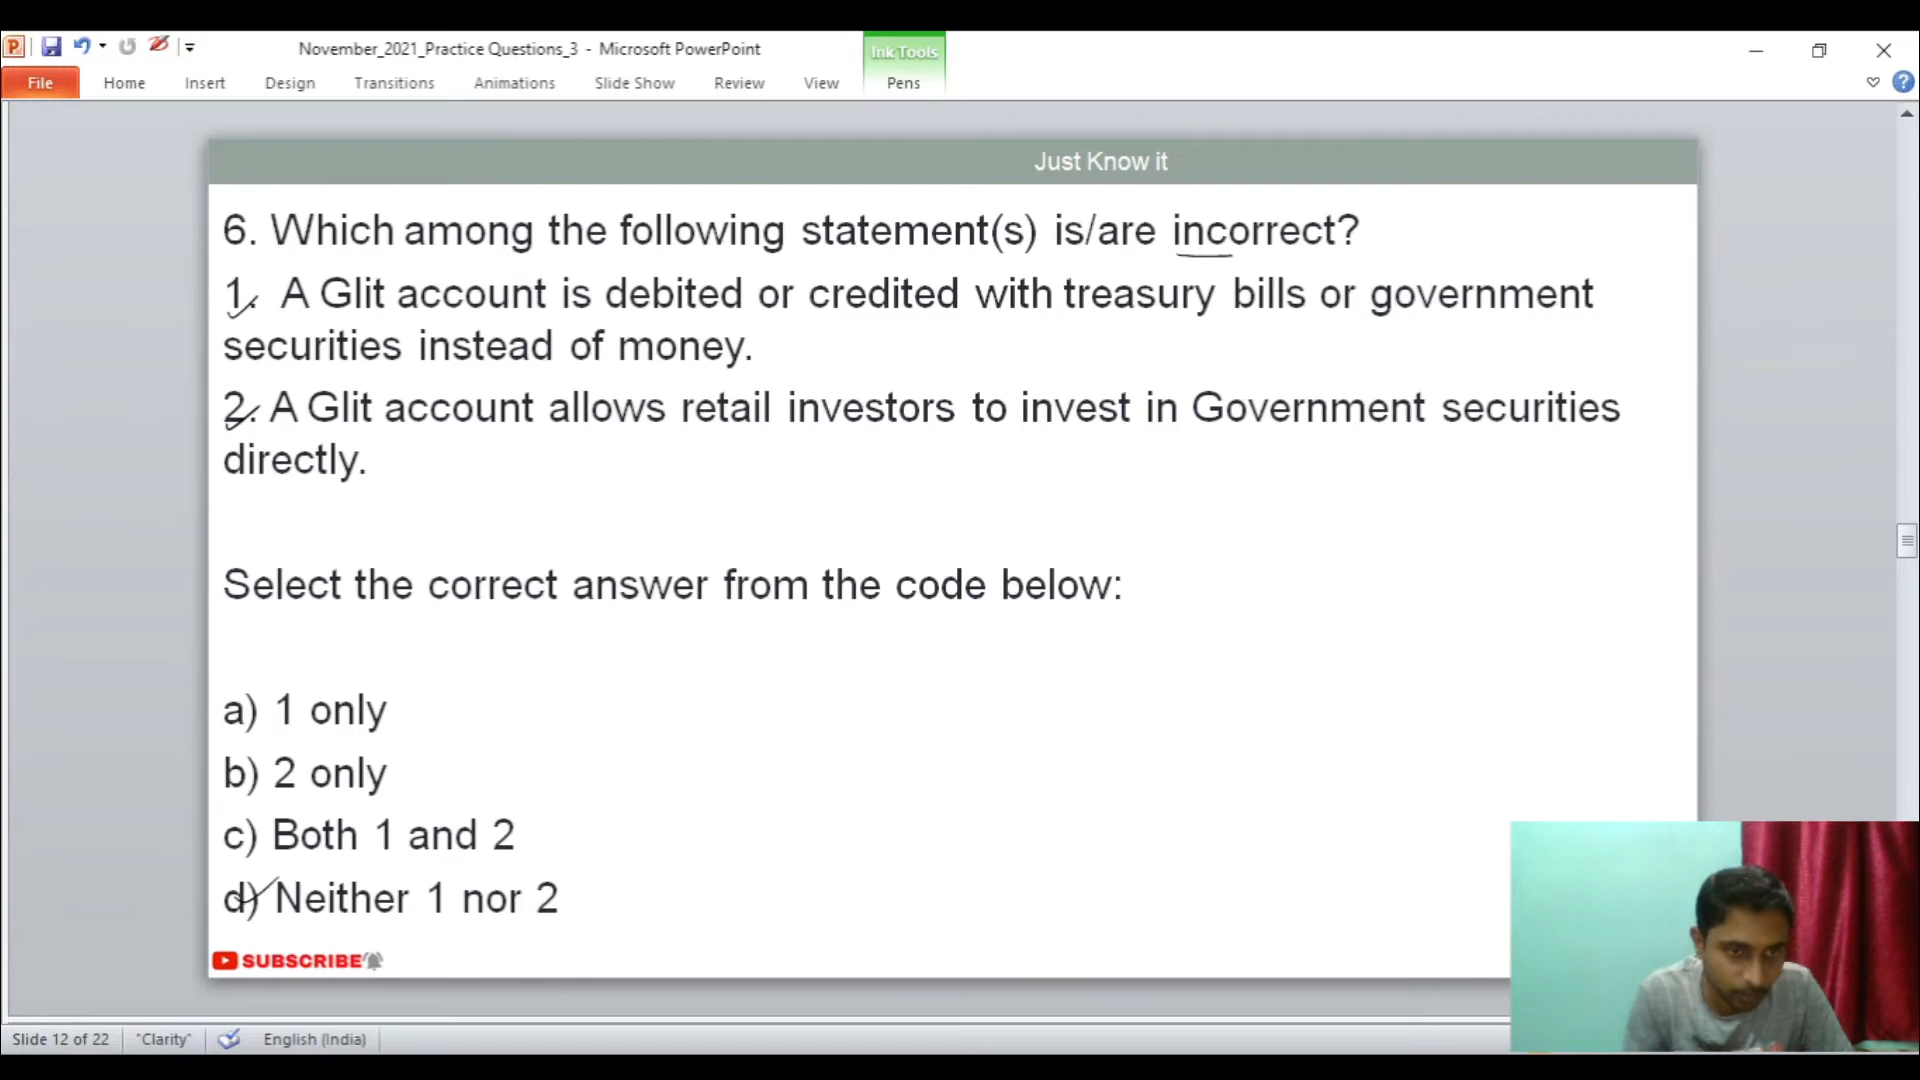 November_2021_Practice Questions_3 - Microsoft PowerPoint
Ink Tools
File Home Insert Design Transitions Animations Slide Show Review View Pens
Just Know it
6. Which among the following statement(s) is/are incorrect?
1. A Glit account is debited or credited with treasury bills or government
securities instead of money.
2. A Glit account allows retail investors to invest in Government securities
directly.
Select the correct answer from the code below:
a) 1 only
b) 2 only
c) Both 1 and 2
d) Neither 1 nor 2
SUBSCRIBE
Slide 12 of 22 "Clarity" English (India)